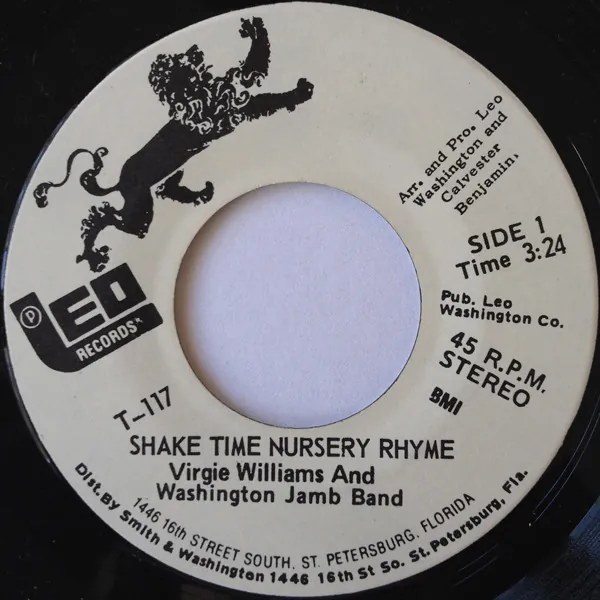 Arr. and Pro. Leo
Washington and
Calvester
Benjamin,
SIDE 1
Time 3:24
Pub. Leo
Washington Co.
45 R.P.M.
STEREO
BMI
Ⓟ
LEO
RECORDS
T-117
SHAKE TIME NURSERY RHYME
Virgie Williams And
Washington Jamb Band
1446 16th STREET SOUTH, ST. PETERSBURG, FLORIDA
Dist. By Smith & Washington 1446 16th St So. St. Petersburg, Fla.